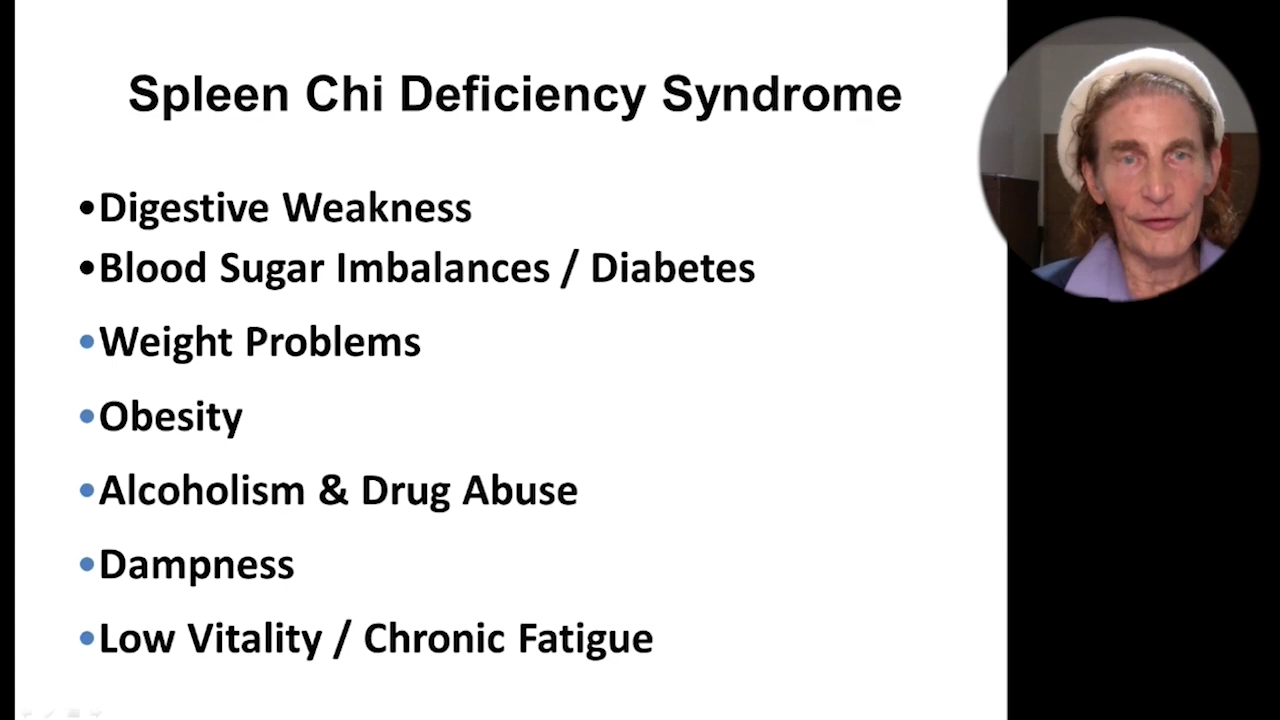 Spleen Chi Deficiency Syndrome
•Digestive Weakness
•Blood Sugar Imbalances / Diabetes
•Weight Problems
•Obesity
•Alcoholism & Drug Abuse
•Dampness
•Low Vitality / Chronic Fatigue